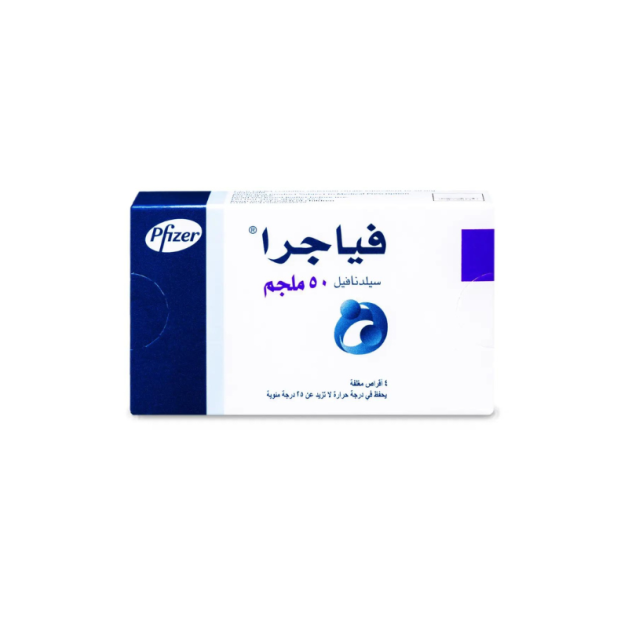 Pfizer
فياجرا ®
سيلدنافيل ٥٠ ملجم
٤ أقراص مغلفة
يحفظ في درجة حرارة لا تزيد عن ٢٥ درجة مئوية